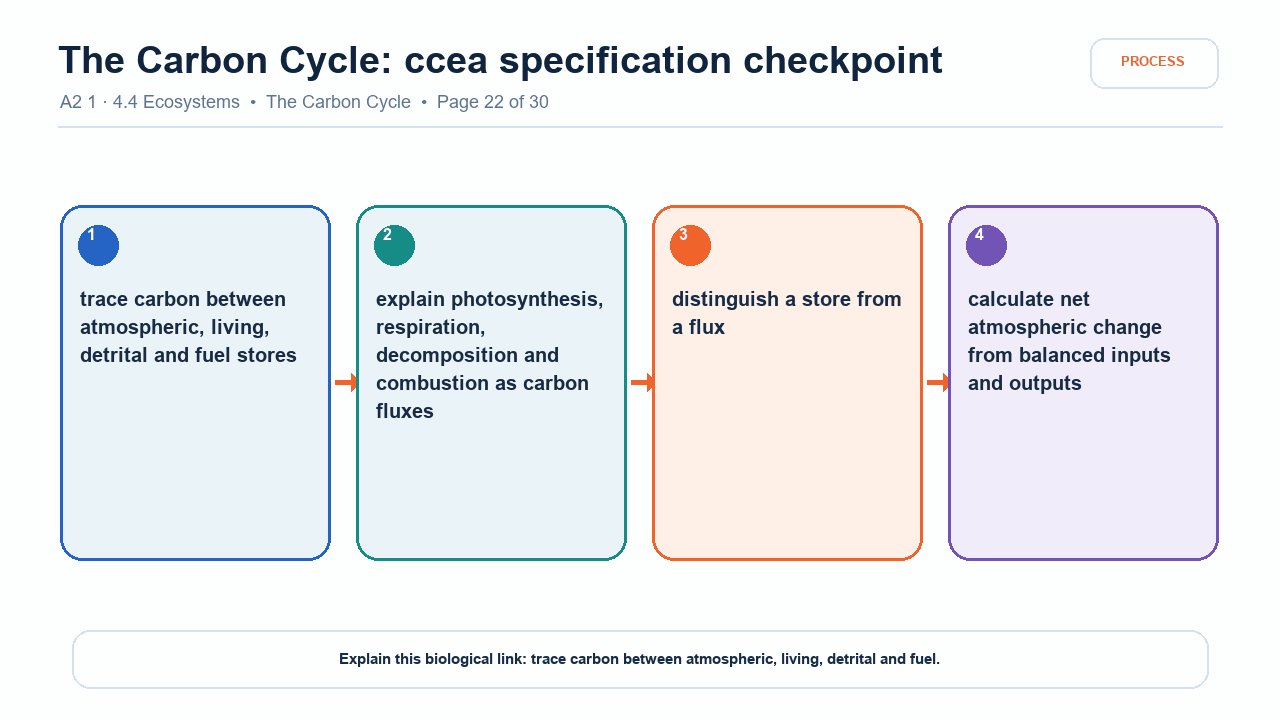 The Carbon Cycle: ccea specification checkpoint
PROCESS
A2 1 · 4.4 Ecosystems • The Carbon Cycle • Page 22 of 30
1
trace carbon between
atmospheric, living,
detrital and fuel stores
2
explain photosynthesis,
respiration,
decomposition and
combustion as carbon
fluxes
3
distinguish a store from
a flux
4
calculate net
atmospheric change
from balanced inputs
and outputs
Explain this biological link: trace carbon between atmospheric, living, detrital and fuel.